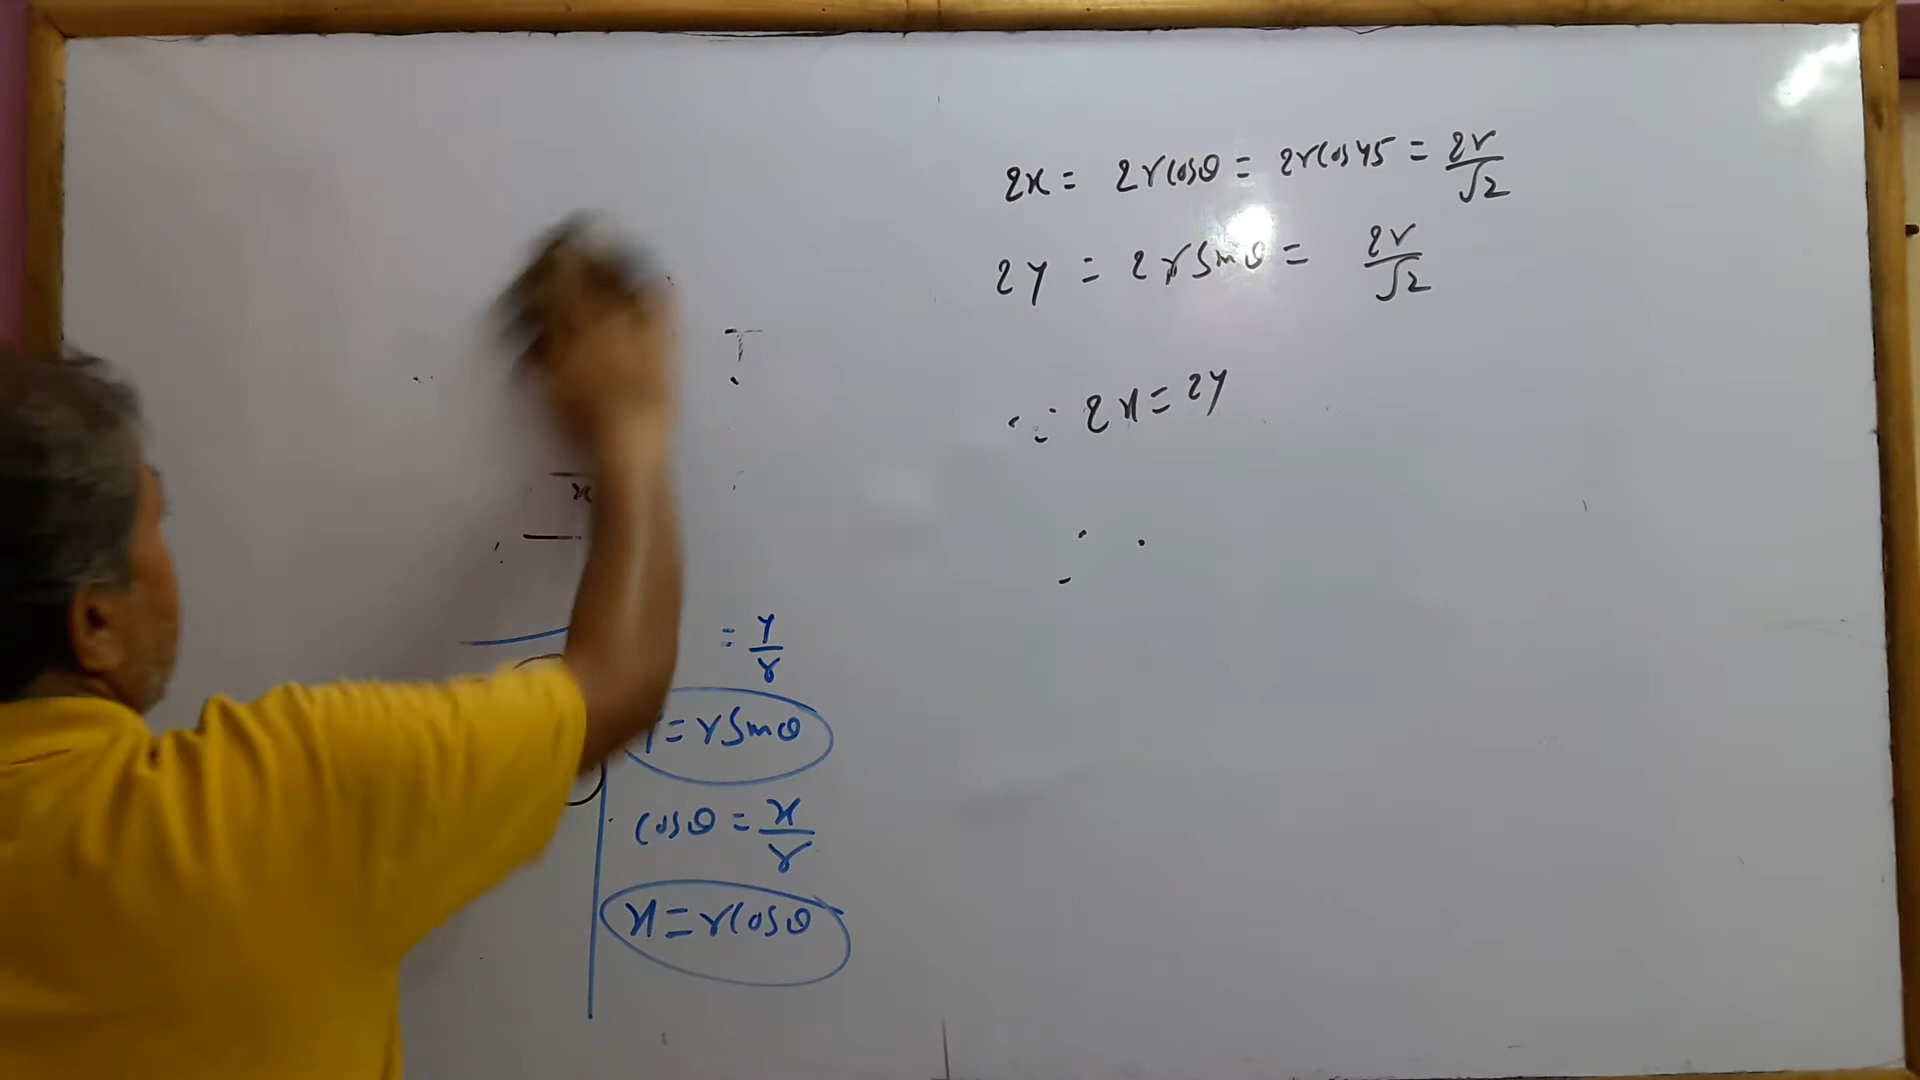 2x = 2r cosθ = 2r cos 45 = 2r/√2
2y = 2r sinθ = 2r/√2
∵ 2x = 2y
x
= y/r
= r sinθ
cosθ = x/r
x = r cosθ